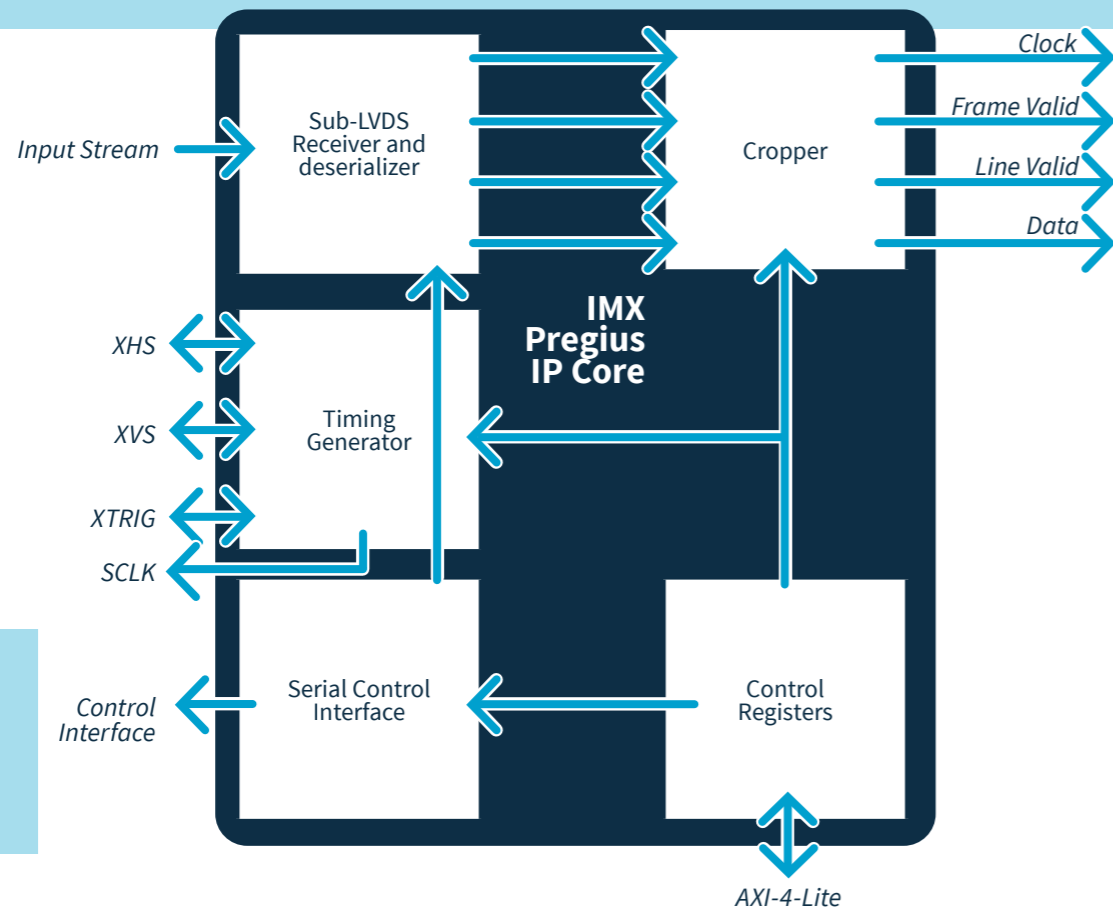 Clock
Sub-LVDS
Receiver and
deserializer
Input Stream
Cropper
Frame Valid
Line Valid
Data
IMX
Pregius
IP Core
XHS
Timing
Generator
XVS
XTRIG
SCLK
Serial Control
Interface
Control
Registers
Control
Interface
AXI-4-Lite